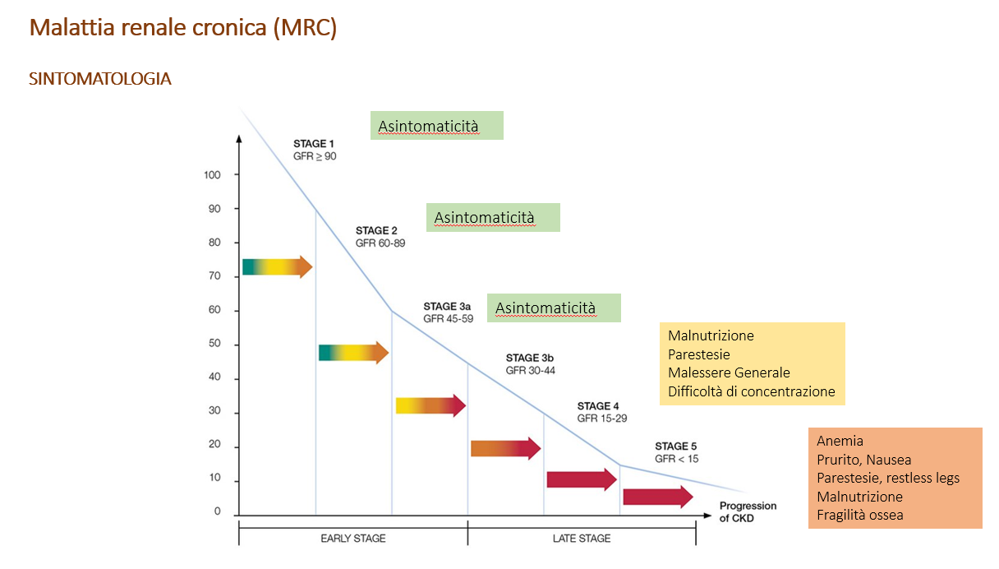 Malattia renale cronica (MRC)
SINTOMATOLOGIA
Asintomaticità
STAGE 1
GFR ≥ 90
100
90
80
70
60
50
40
30
20
10
0
STAGE 2
GFR 60-89
Asintomaticità
STAGE 3a
GFR 45-59
Asintomaticità
STAGE 3b
GFR 30-44
Malnutrizione
Parestesie
Malessere Generale
Difficoltà di concentrazione
STAGE 4
GFR 15-29
STAGE 5
GFR < 15
Anemia
Prurito, Nausea
Parestesie, restless legs
Malnutrizione
Fragilità ossea
Progression
of CKD
EARLY STAGE
LATE STAGE